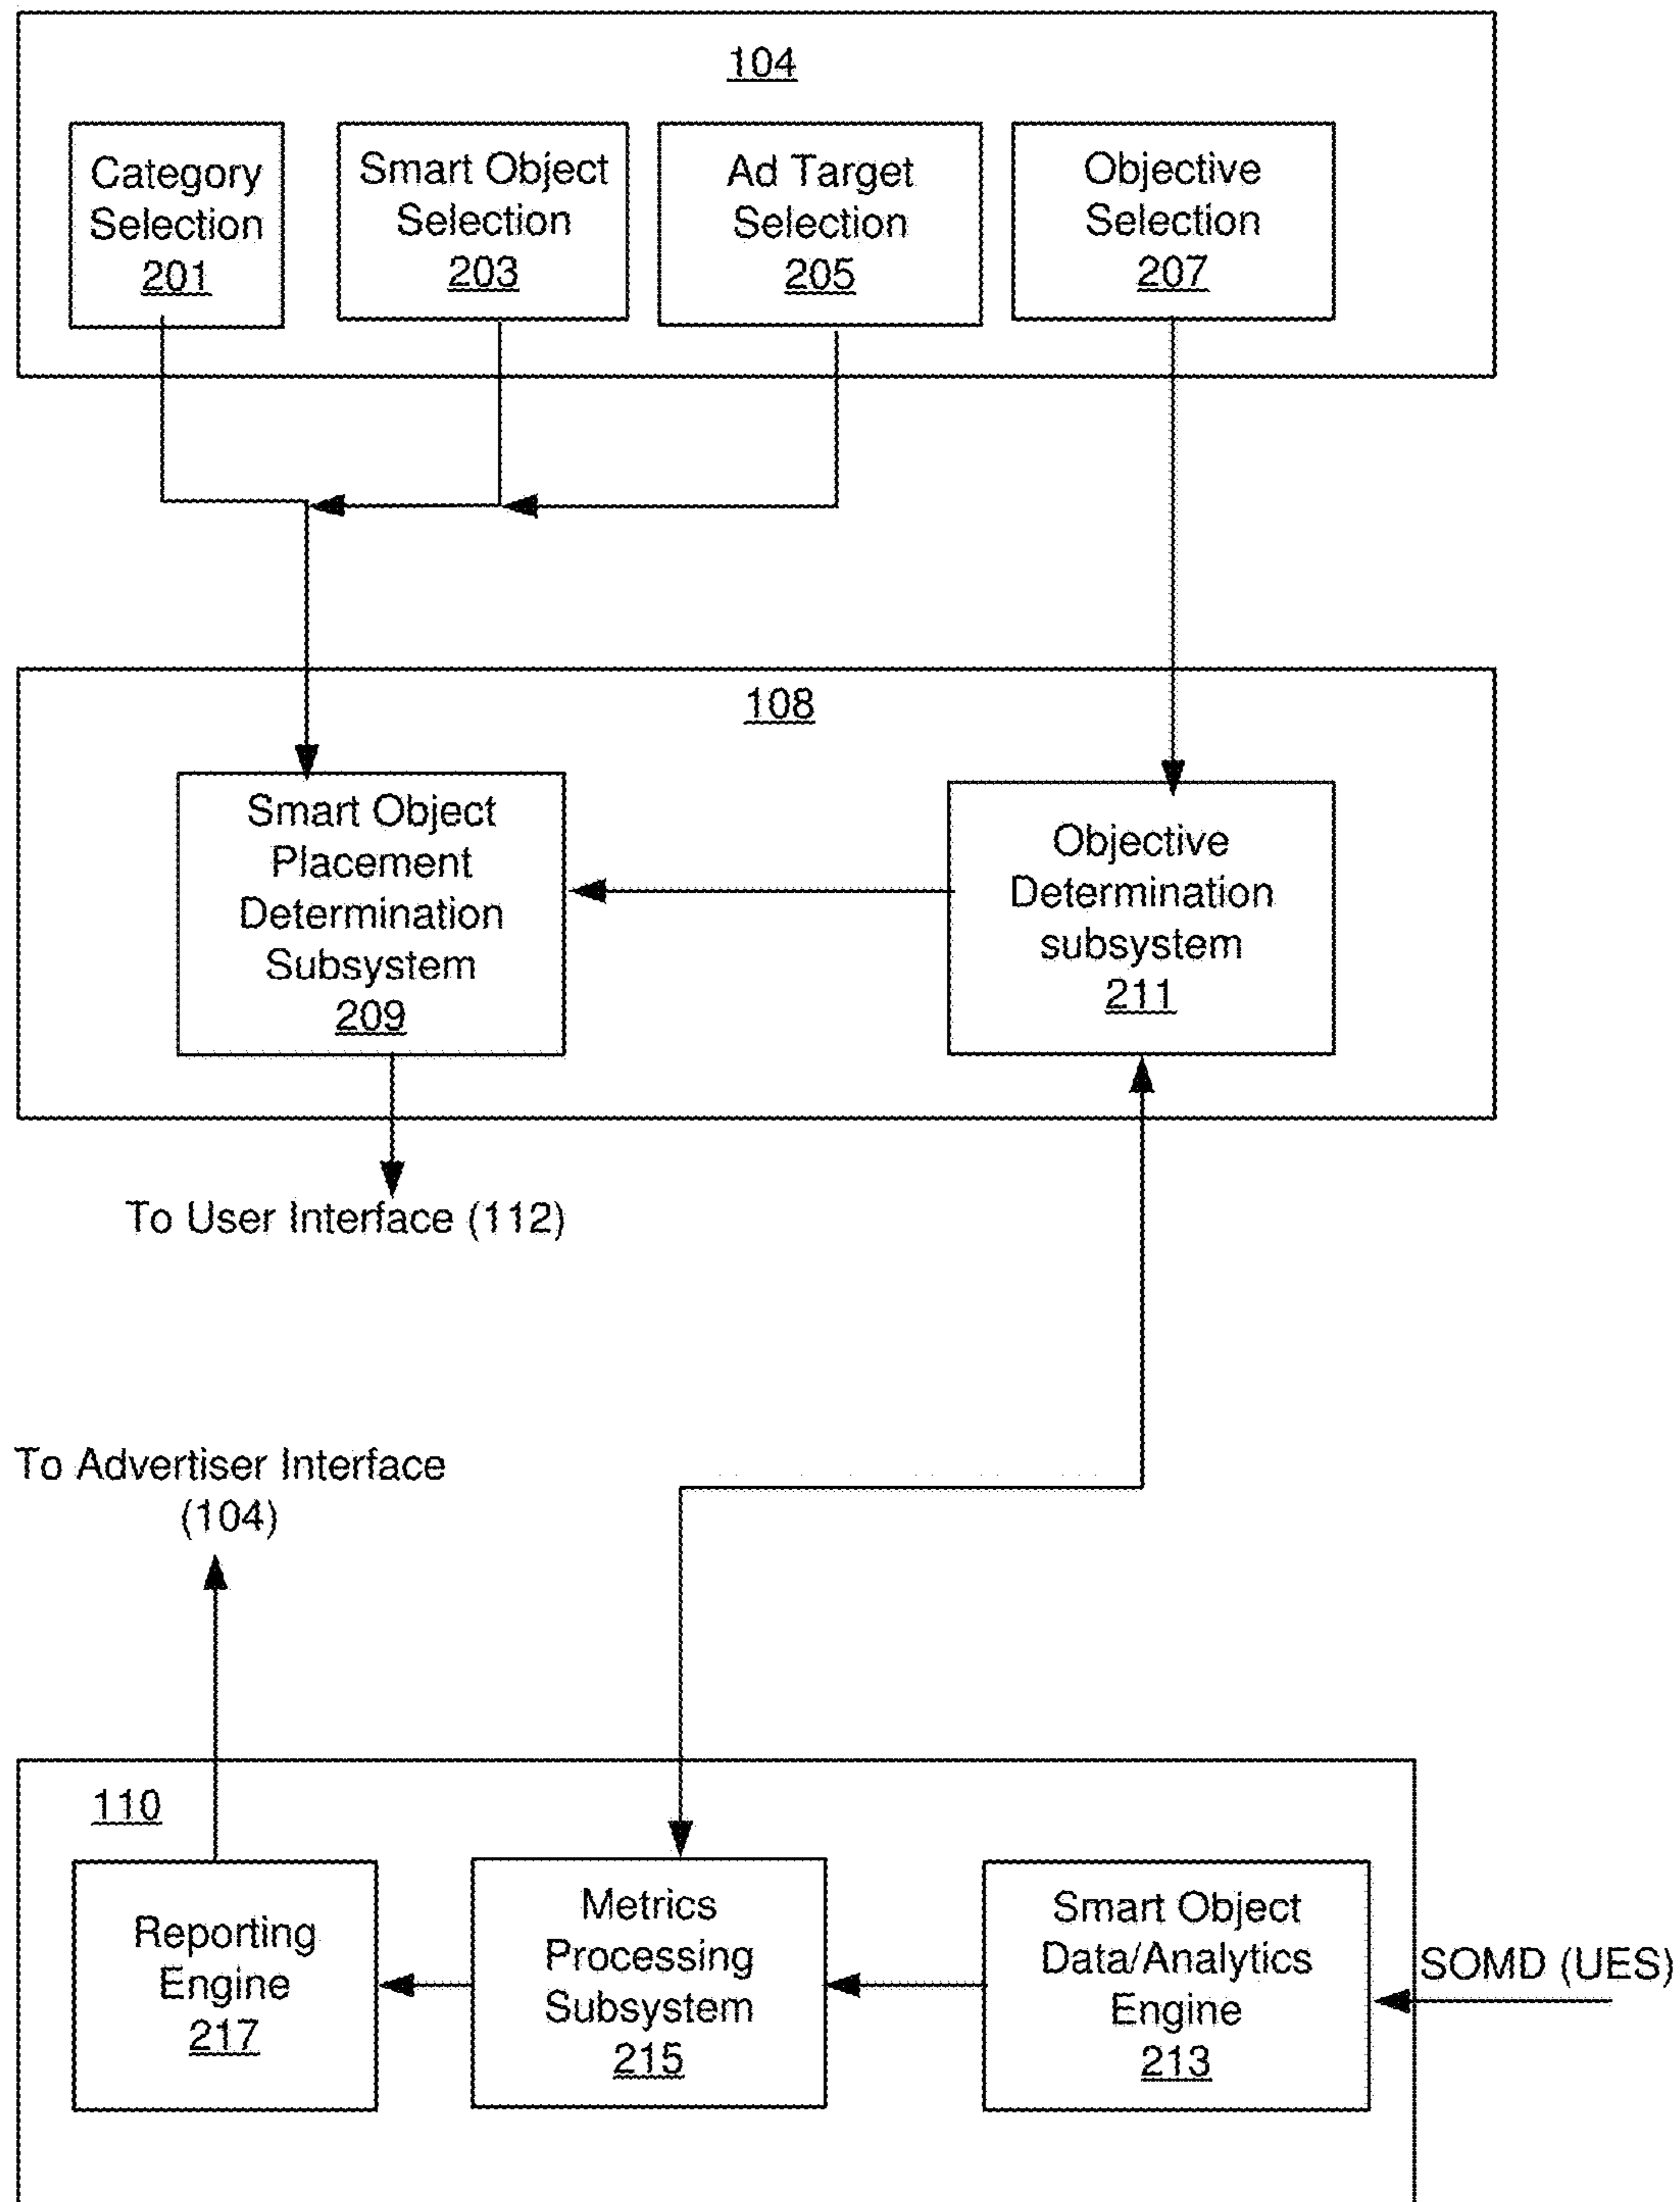 104
Category
Selection
201
Smart Object
Selection
203
Ad Target
Selection
205
Objective
Selection
207
108
Smart Object
Placement
Determination
Subsystem
209
Objective
Determination
subsystem
211
To User Interface (112)
To Advertiser Interface
(104)
110
Reporting
Engine
217
Metrics
Processing
Subsystem
215
Smart Object
Data/Analytics
Engine
213
SOMD (UES)